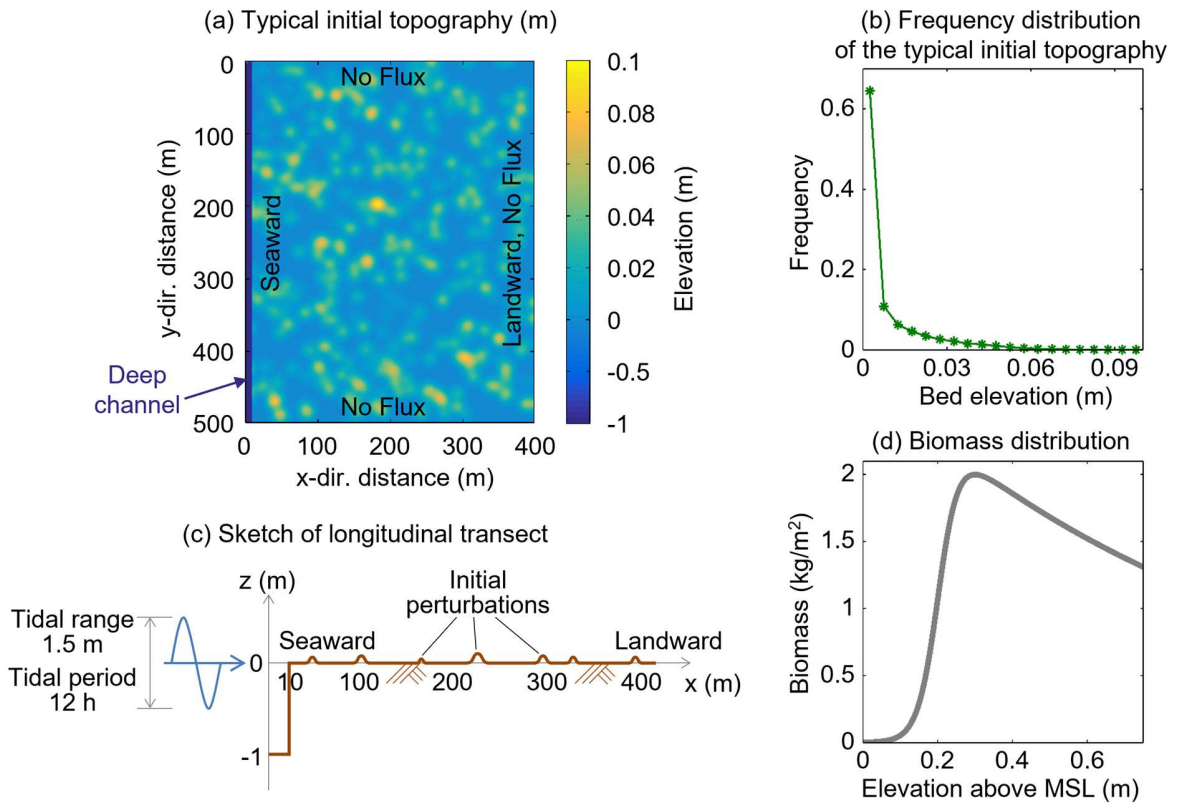 (a) Typical initial topography (m)
0
100
200
300
400
500
y-dir. distance (m)
No Flux
Seaward
Landward, No Flux
No Flux
Deep
channel
0 100 200 300 400
x-dir. distance (m)
0.1
0.08
0.06
0.04
0.02
0
-0.5
-1
Elevation (m)
(b) Frequency distribution
of the typical initial topography
0.6
0.4
0.2
0
Frequency
0 0.03 0.06 0.09
Bed elevation (m)
(c) Sketch of longitudinal transect
z (m)
Initial
perturbations
Tidal range
1.5 m
Tidal period
12 h
Seaward
Landward
0
10 100 200 300 400 x (m)
-1
(d) Biomass distribution
2
1.5
1
0.5
0
Biomass (kg/m²)
0 0.2 0.4 0.6
Elevation above MSL (m)